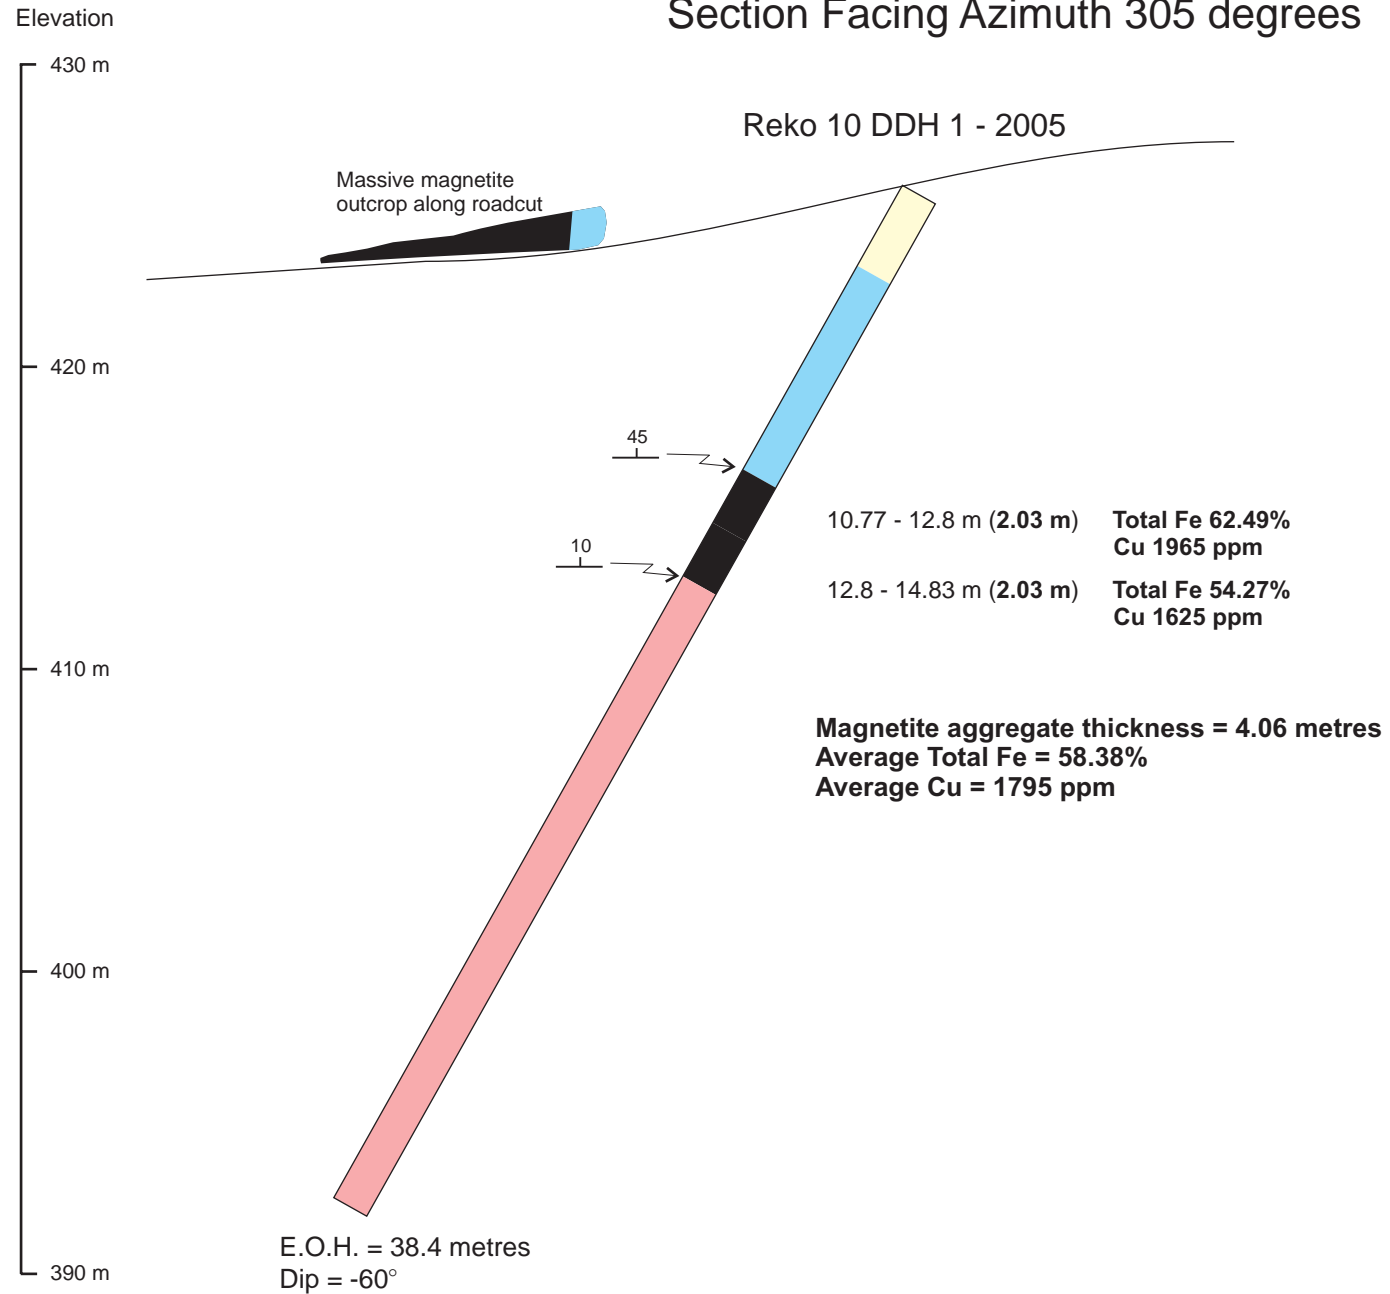 Section Facing Azimuth 305 degrees
Elevation
430 m
Reko 10 DDH 1 - 2005
Massive magnetite
outcrop along roadcut
420 m
45
10.77 - 12.8 m (2.03 m) Total Fe 62.49%
Cu 1965 ppm
10
12.8 - 14.83 m (2.03 m) Total Fe 54.27%
Cu 1625 ppm
410 m
Magnetite aggregate thickness = 4.06 metres
Average Total Fe = 58.38%
Average Cu = 1795 ppm
400 m
E.O.H. = 38.4 metres
390 m
Dip = -60°